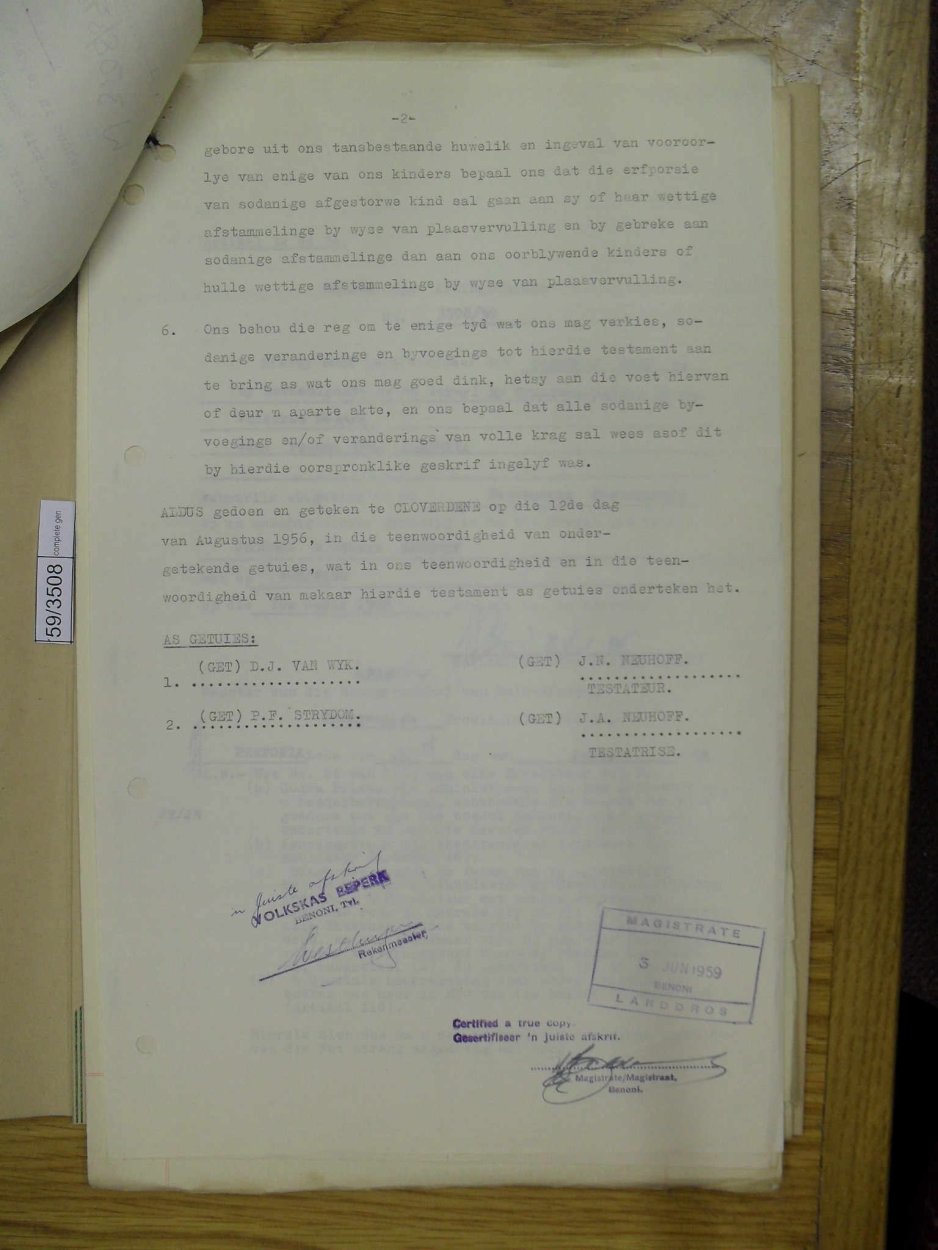 -2-
gebore uit ons tansbestaande huwelik en ingeval van vooroor-
lye van enige van ons kinders bepaal ons dat die erfporsie
van sodanige afgestorwe kind sal gaan aan sy of haar wettige
afstammelinge by wyse van plaasvervulling en by gebreke aan
sodanige afstammelinge dan aan ons oorblywende kinders of
hulle wettige afstammelinge by wyse van plaasvervulling.
6. Ons behou die reg om te enige tyd wat ons mag verkies, so-
danige veranderinge en byvoegings tot hierdie testament aan
te bring as wat ons mag goed dink, hetsy aan die voet hiervan
of deur 'n aparte akte, en ons bepaal dat alle sodanige by-
voegings en/of veranderings van volle krag sal wees asof dit
by hierdie oorspronklike geskrif ingelyf was.
ALDUS gedoen en geteken te CLOVERDENE op die 12de dag
van Augustus 1956, in die teenwoordigheid van onder-
getekende getuies, wat in ons teenwoordigheid en in die teen-
woordigheid van mekaar hierdie testament as getuies onderteken het.
AS GETUIES:
(GET) D.J. VAN WYK. (GET) J.N. NEUHOFF.
1. ....................
TESTATEUR.
2. (GET) P.F. STRYDOM. (GET) J.A. NEUHOFF.
TESTATRISE.
'n Juiste afskrif
VOLKSKAS BEPERK
BENONI, Tvl.
Rekenmeester
MAGISTRATE
3 JUN 1959
BENONI
LANDDROS
Certified a true copy.
Gesertifiseer 'n juiste afskrif.
Magistrate/Magistraat,
Benoni.
59/3508
complete gen